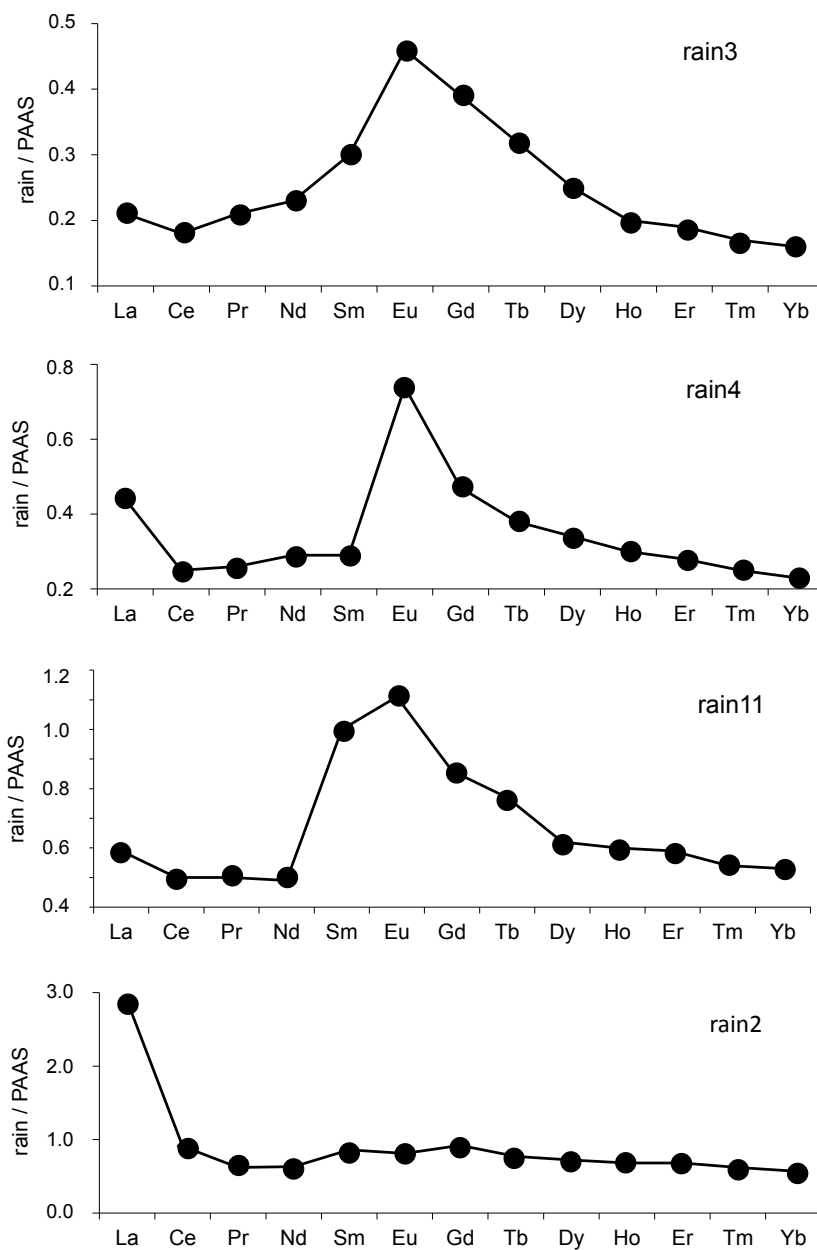 0.5
rain3
0.4
0.3
0.2
0.1
rain / PAAS
La Ce Pr Nd Sm Eu Gd Tb Dy Ho Er Tm Yb
0.8
rain4
0.6
0.4
0.2
rain / PAAS
La Ce Pr Nd Sm Eu Gd Tb Dy Ho Er Tm Yb
1.2
rain11
1.0
0.8
0.6
0.4
rain / PAAS
La Ce Pr Nd Sm Eu Gd Tb Dy Ho Er Tm Yb
3.0
rain2
2.0
1.0
0.0
rain / PAAS
La Ce Pr Nd Sm Eu Gd Tb Dy Ho Er Tm Yb